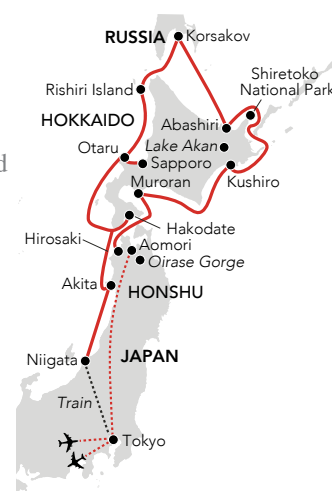 RUSSIA
Korsakov
Shiretoko
National Park
Rishiri Island
HOKKAIDO
Abashiri
Lake Akan
Otaru
Sapporo
Kushiro
Muroran
Hakodate
Hirosaki
Aomori
Oirase Gorge
Akita
HONSHU
Niigata
JAPAN
Train
Tokyo
d